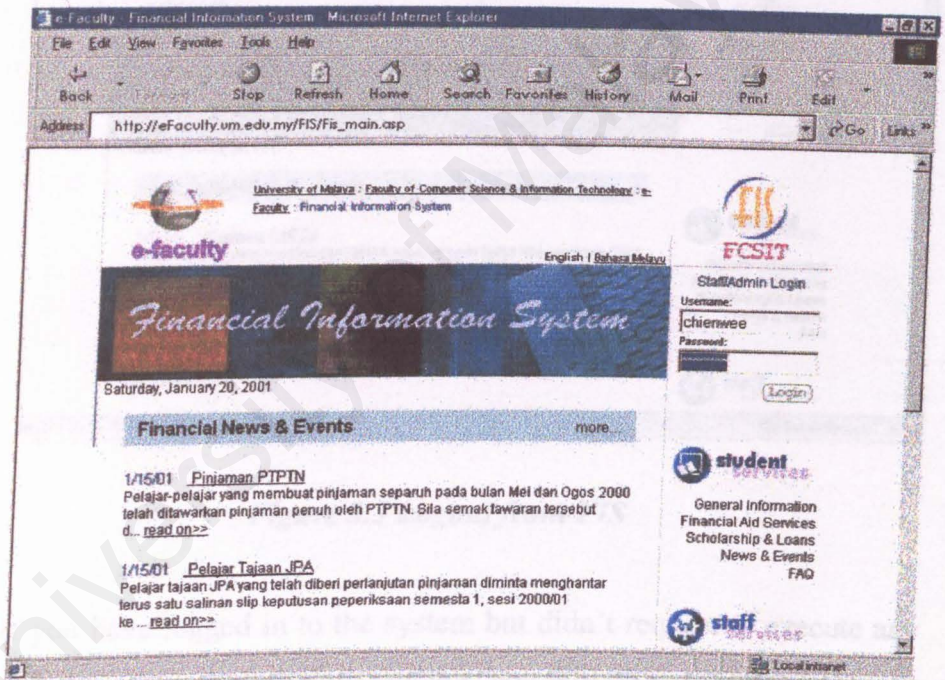 e-Faculty - Financial Information System - Microsoft Internet Explorer
File Edit View Favorites Tools Help
Back Forward Stop Refresh Home Search Favorites History Mail Print Edit »
Address http://eFaculty.um.edu.my/FIS/Fis_main.asp Go Links »
University of Malaya : Faculty of Computer Science & Information Technology : e-
Faculty : Financial Information System
e-faculty
English | Bahasa Melayu
FIS
FCSIT
Financial Information System
Staff/Admin Login
Username:
chienwee
Password:
Login
Saturday, January 20, 2001
Financial News & Events more...
1/15/01 Pinjaman PTPTN
Pelajar-pelajar yang membuat pinjaman separuh pada bulan Mei dan Ogos 2000
telah ditawarkan pinjaman penuh oleh PTPTN. Sila semak tawaran tersebut
d... read on>>
1/15/01 Pelajar Tajaan JPA
Pelajar tajaan JPA yang telah diberi perlanjutan pinjaman diminta menghantar
terus satu salinan slip keputusan peperiksaan semesta 1, sesi 2000/01
ke ... read on>>
student
services
General Information
Financial Aid Services
Scholarship & Loans
News & Events
FAQ
staff
services
Local intranet
University of Malaya